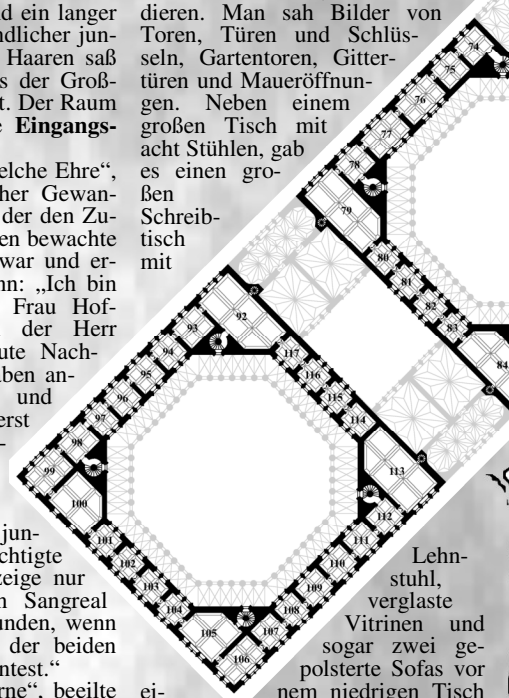 d ein langer
ndlicher jun-
Haaren saß
s der Groß-
t. Der Raum
e Eingangs-
elche Ehre“,
cher Gewan-
der den Zu-
en bewachte
war und er-
nn: „Ich bin
Frau Hof-
der Herr
ute Nach-
aben an-
und
erst
-
jun-
chtigte
zeige nur
n Sangreal
unden, wenn
der beiden
ntest.“
rne“, beeilte
dieren. Man sah Bilder von
Toren, Türen und Schlüs-
seln, Gartentoren, Gitter-
türen und Maueröffnun-
gen. Neben einem
großen Tisch mit
acht Stühlen, gab
es einen gro-
ßen
Schreib-
tisch
mit
ei-
Lehn-
stuhl,
verglaste
Vitrinen und
sogar zwei ge-
polsterte Sofas vor
nem niedrigen Tisch
74
75
76
77
78
79
80
81
82
83
84
92
93
94
95
96
97
98
99
100
101
102
103
104
105
106
107
108
109
110
111
112
113
114
115
116
117